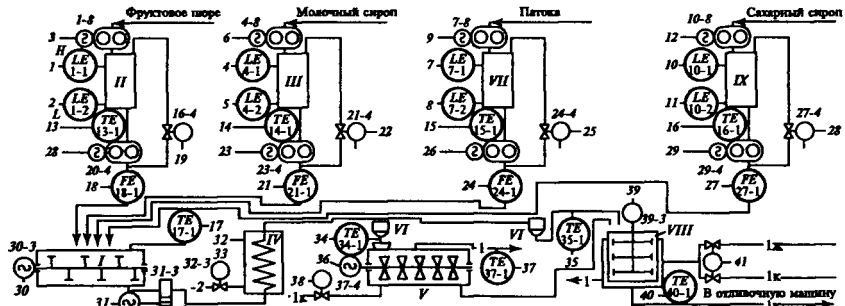 Фруктовое пюре Молочный сироп Патока Сахарный сироп
1-8 4-8 7-8 10-8
3 6 9 12
H
1 LE 1-1 II 4 LE 4-1 III 7 LE 7-1 VII 10 LE 10-1 IX
2 LE 1-2 16-4 5 LE 4-2 21-4 8 LE 7-2 24-4 11 LE 10-2 27-4
L
13 TE 13-1 19 14 TE 14-1 22 15 TE 15-1 25 16 TE 16-1 28
28 23 26 29
20-4 23-4 26-4 29-4
18 FE 18-1 21 FE 21-1 24 FE 24-1 27 FE 27-1
39
TE 17-1 17 32 IV 34 TE 34-1 VI VI TE 35-1 39-3 VIII
30-3 I 33 36 1 TE 37-1 37 35 1ж
30 31-3 32-3 38 37-4 41
31 -2 .1к V 1 40 TE 40-1 1к
В отливочную машину